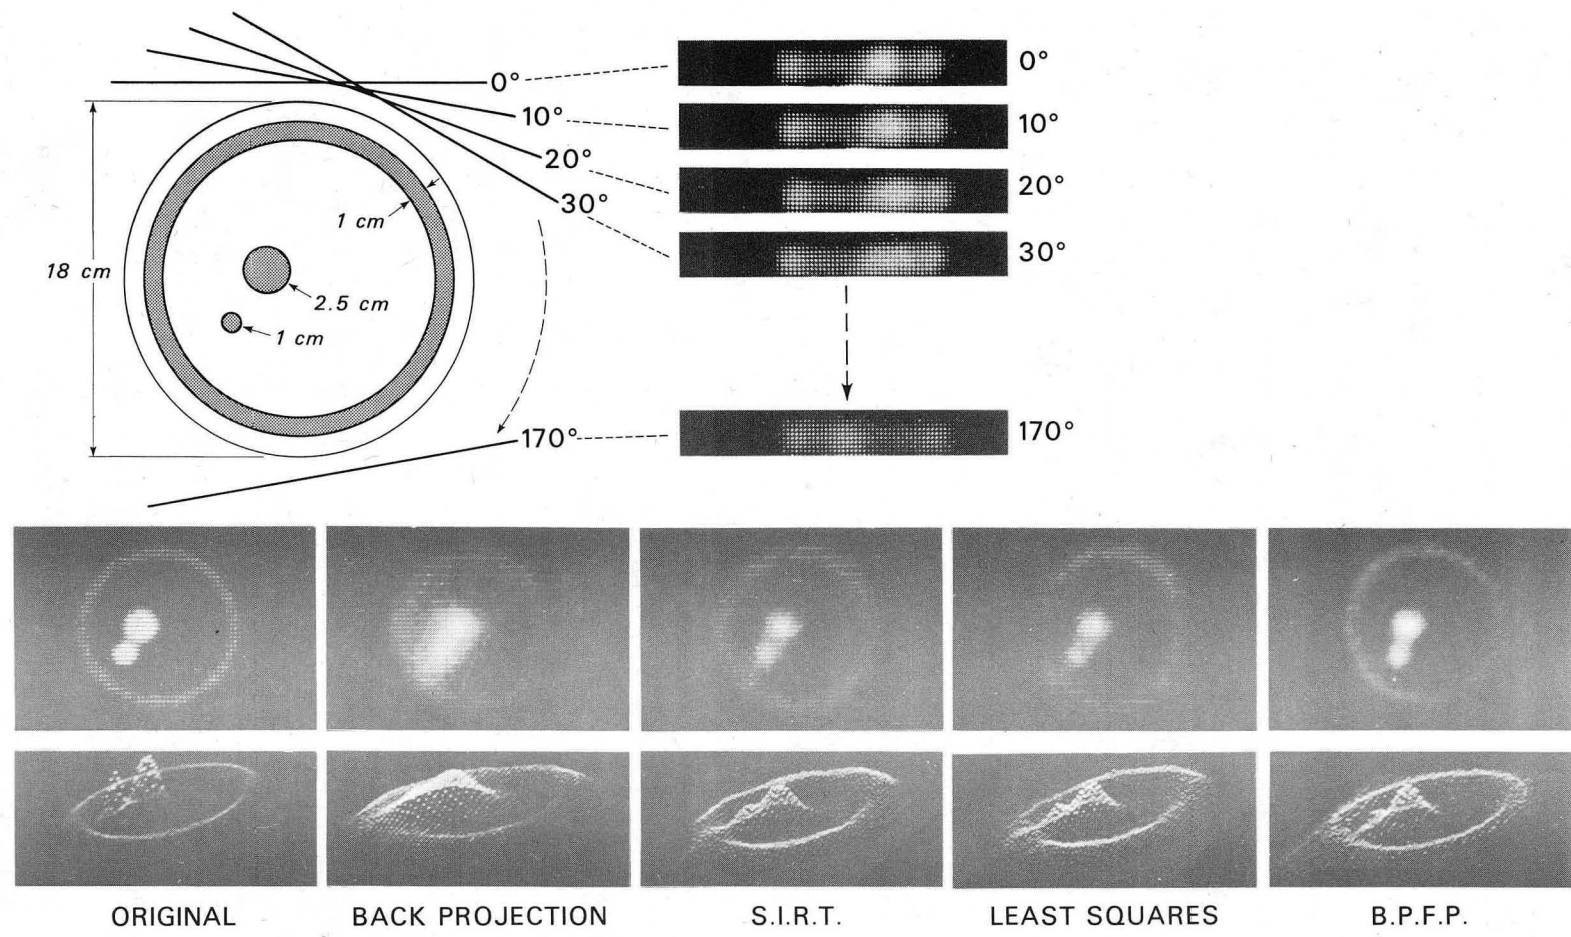 0°
10°
20°
30°
170°
18 cm
1 cm
2.5 cm
1 cm
0°
10°
20°
30°
170°
ORIGINAL BACK PROJECTION S.I.R.T. LEAST SQUARES B.P.F.P.